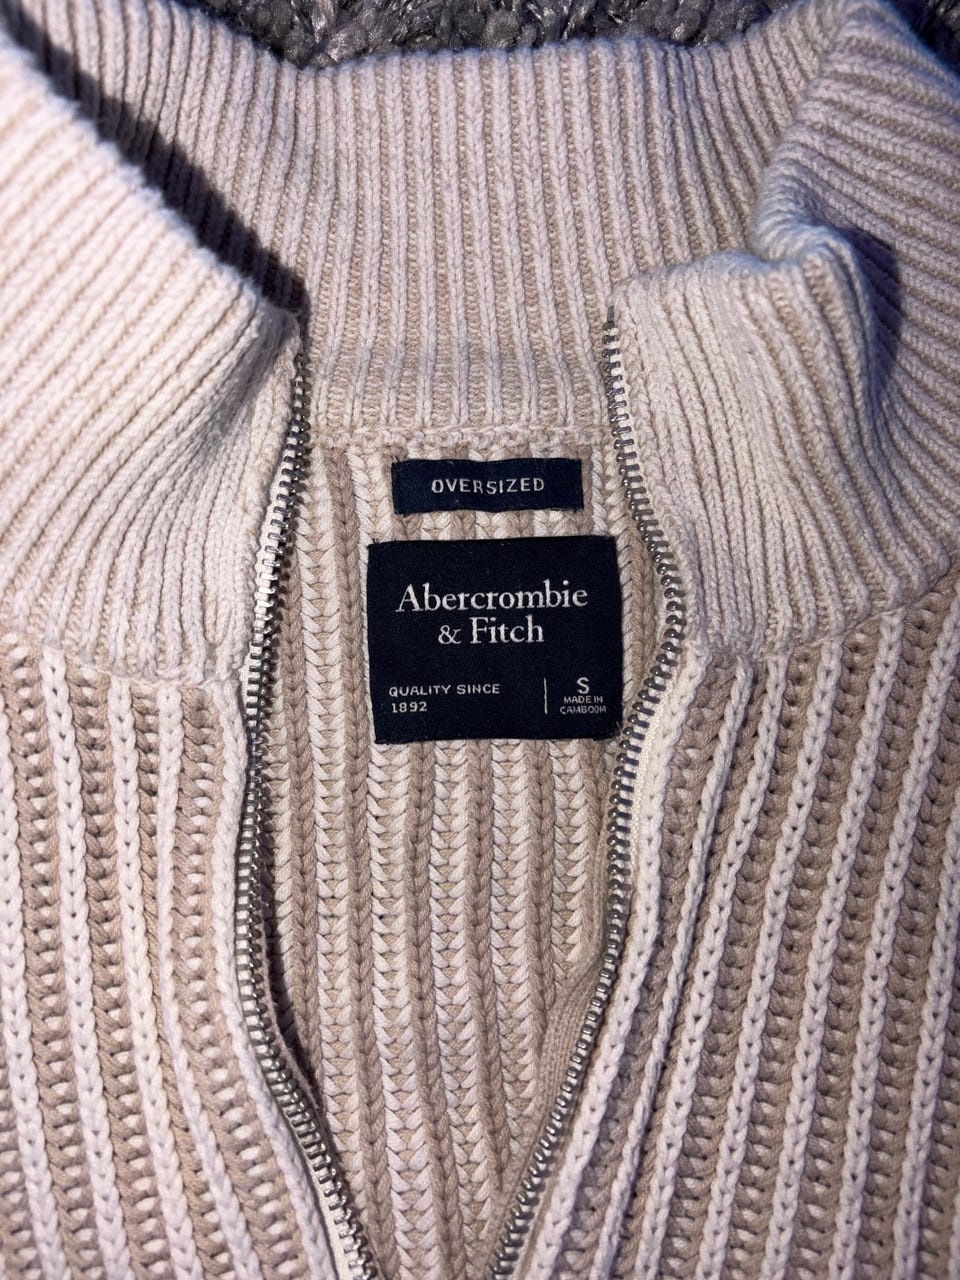 OVERSIZED
Abercrombie
& Fitch
QUALITY SINCE
1892
S
MADE IN
CAMBODIA